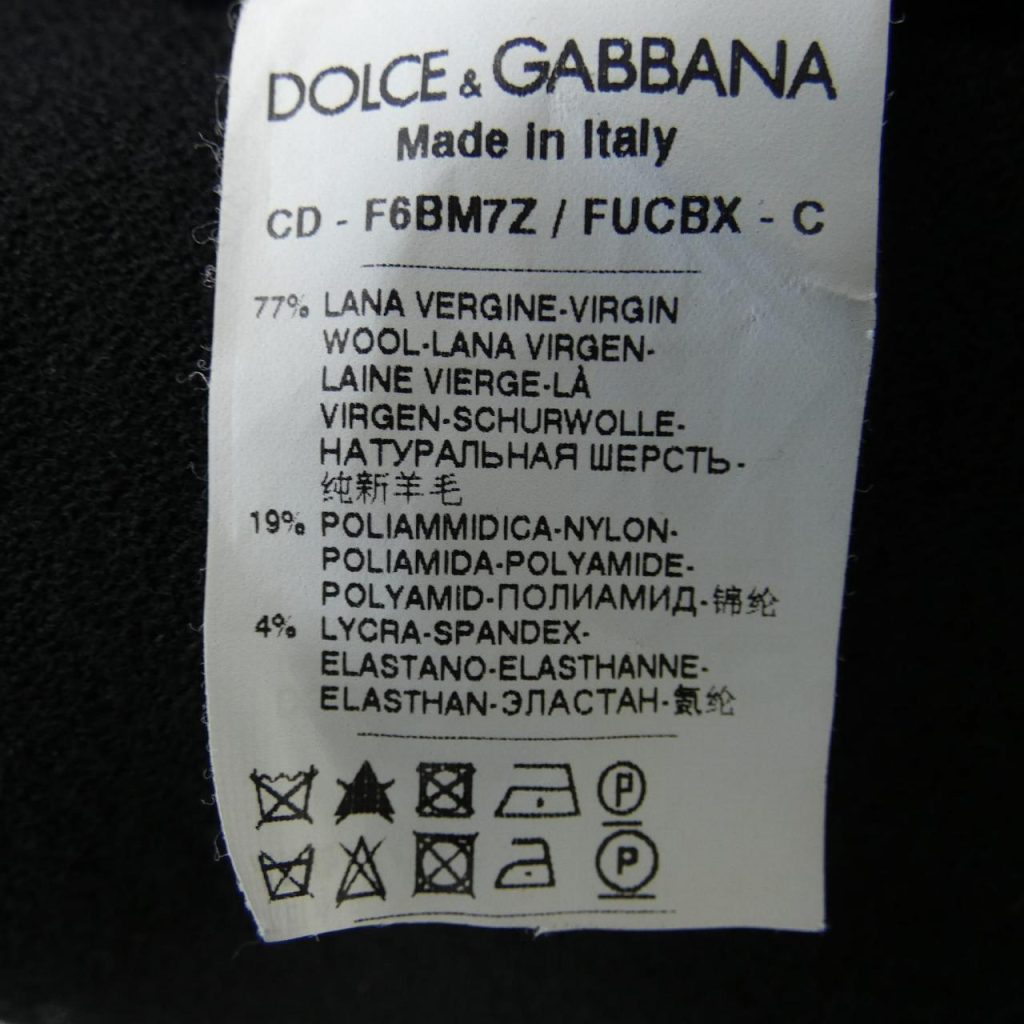 DOLCE & GABBANA
Made in Italy
CD - F6BM7Z / FUCBX - C
77% LANA VERGINE-VIRGIN
WOOL-LANA VIRGEN-
LAINE VIERGE-LÀ
VIRGEN-SCHURWOLLE-
НАТУРАЛЬНАЯ ШЕРСТЬ-
纯新羊毛
19% POLIAMMIDICA-NYLON-
POLIAMIDA-POLYAMIDE-
POLYAMID-ПОЛИАМИД-锦纶
4% LYCRA-SPANDEX-
ELASTANO-ELASTHANNE-
ELASTHAN-ЭЛАСТАН-氨纶
P
P